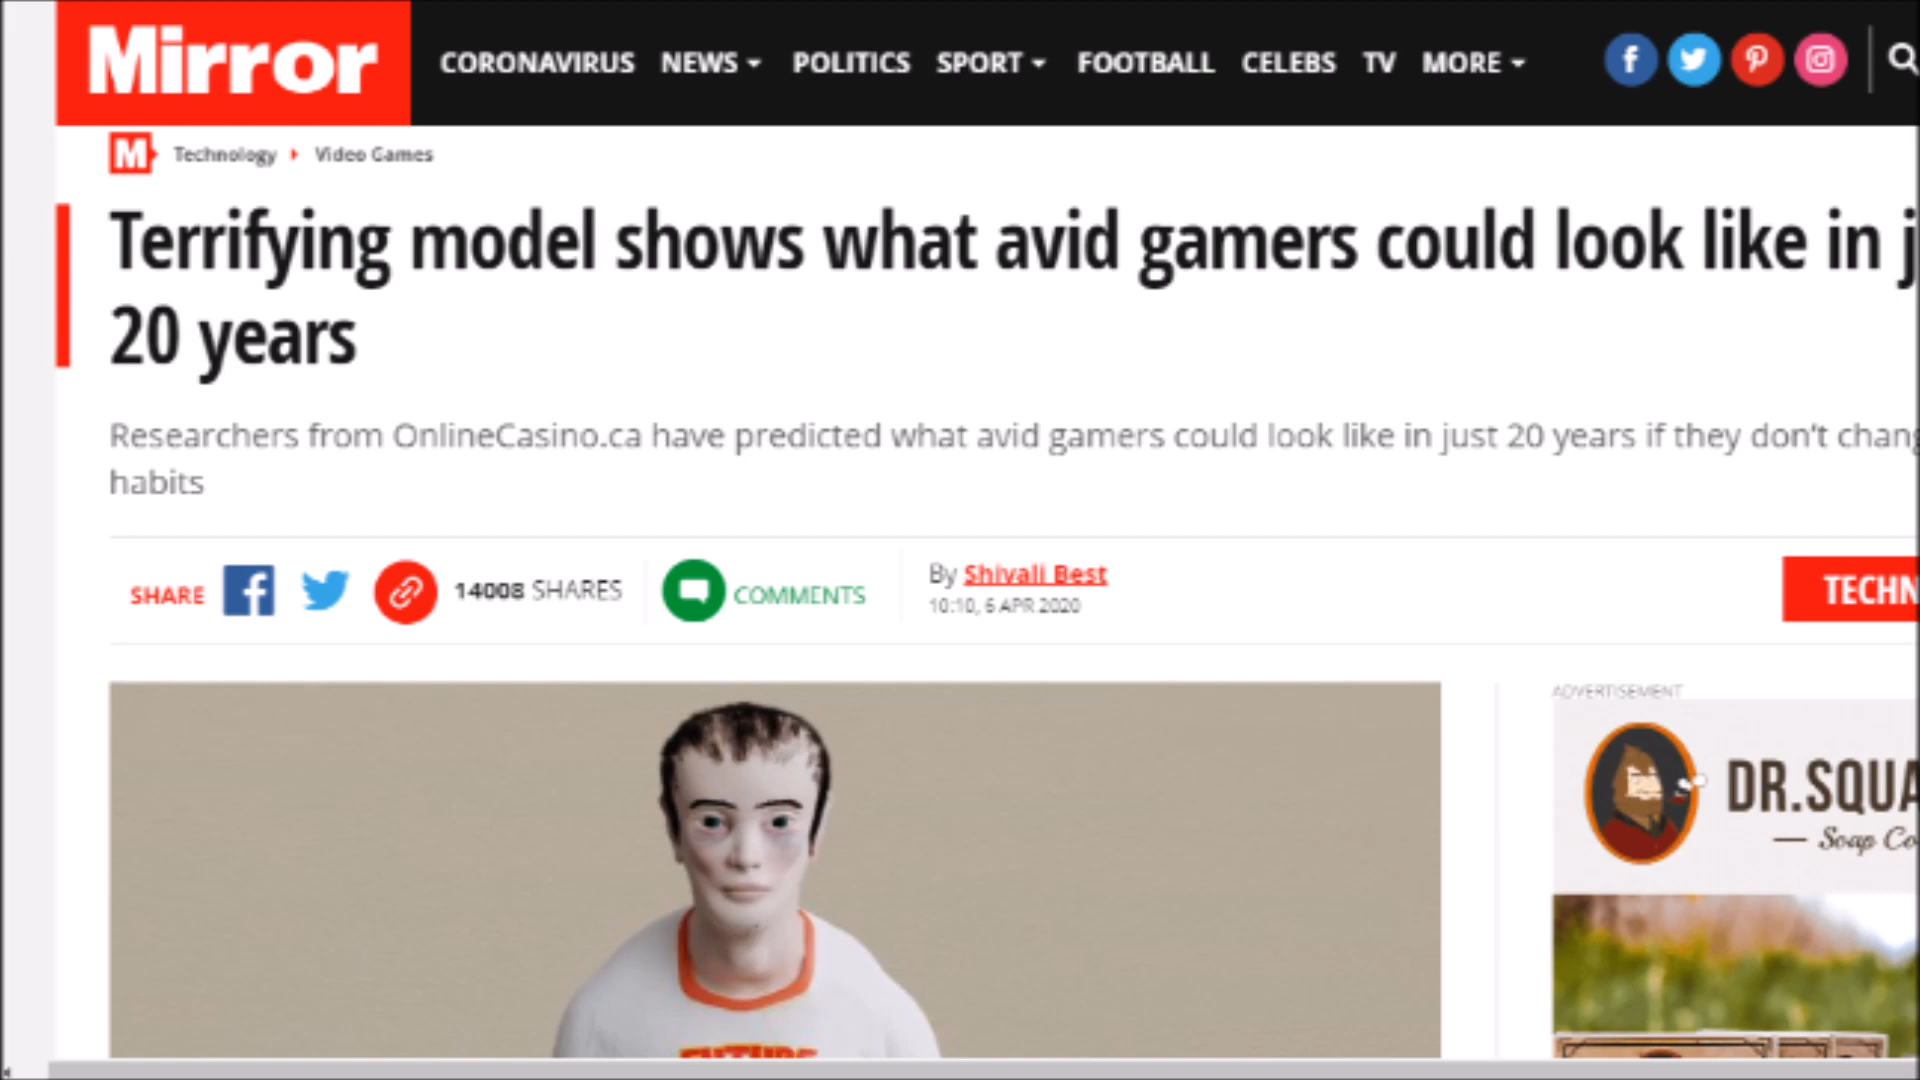 Mirror
CORONAVIRUS NEWS POLITICS SPORT FOOTBALL CELEBS TV MORE
M Technology Video Games
Terrifying model shows what avid gamers could look like in j
20 years
Researchers from OnlineCasino.ca have predicted what avid gamers could look like in just 20 years if they don't chang
habits
SHARE 14008 SHARES COMMENTS
By Shivali Best
10:10, 6 APR 2020
TECHN
ADVERTISEMENT
DR.SQUA
Soap Co
FUTURE